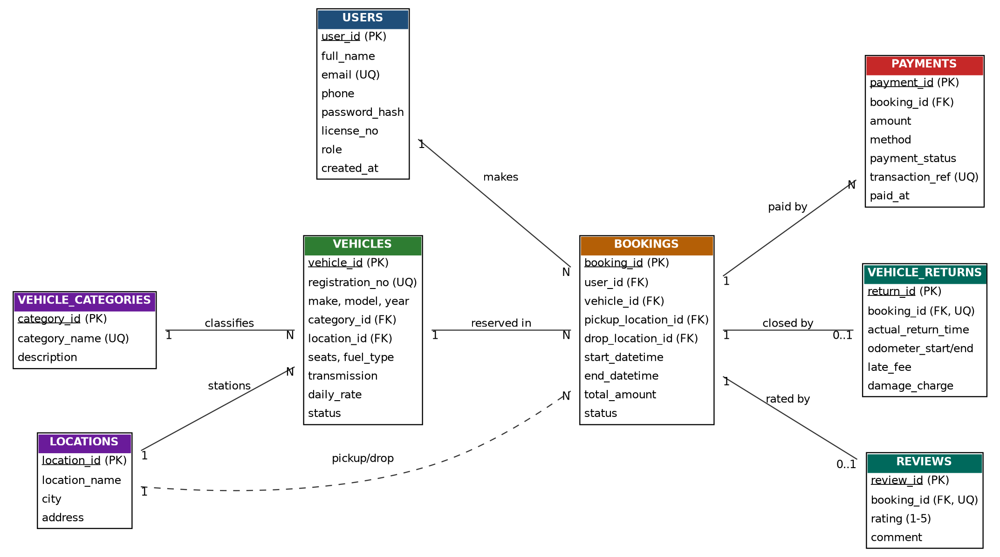 USERS
user_id (PK)
full_name
email (UQ)
phone
password_hash
license_no
role
created_at
1
makes
N
PAYMENTS
payment_id (PK)
booking_id (FK)
amount
method
payment_status
transaction_ref (UQ)
paid_at
N
paid by
1
VEHICLE_CATEGORIES
category_id (PK)
category_name (UQ)
description
1
classifies
N
VEHICLES
vehicle_id (PK)
registration_no (UQ)
make, model, year
category_id (FK)
location_id (FK)
seats, fuel_type
transmission
daily_rate
status
1
reserved in
N
BOOKINGS
booking_id (PK)
user_id (FK)
vehicle_id (FK)
pickup_location_id (FK)
drop_location_id (FK)
start_datetime
end_datetime
total_amount
status
1
closed by
0..1
VEHICLE_RETURNS
return_id (PK)
booking_id (FK, UQ)
actual_return_time
odometer_start/end
late_fee
damage_charge
LOCATIONS
location_id (PK)
location_name
city
address
1
stations
N
1
pickup/drop
N
1
rated by
0..1
REVIEWS
review_id (PK)
booking_id (FK, UQ)
rating (1-5)
comment